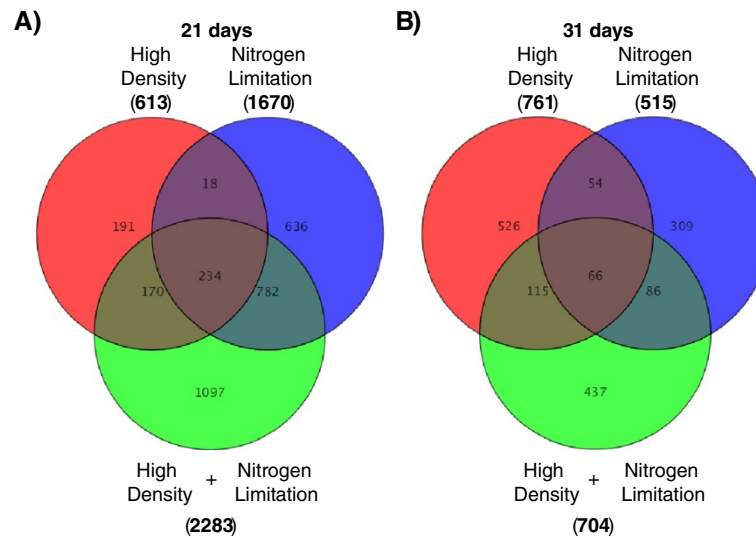 A)
21 days
High Density (613)
Nitrogen Limitation (1670)
18
191
636
234
170
782
1097
High Density + Nitrogen Limitation
(2283)
B)
31 days
High Density (761)
Nitrogen Limitation (515)
54
526
309
66
115
86
437
High Density + Nitrogen Limitation
(704)